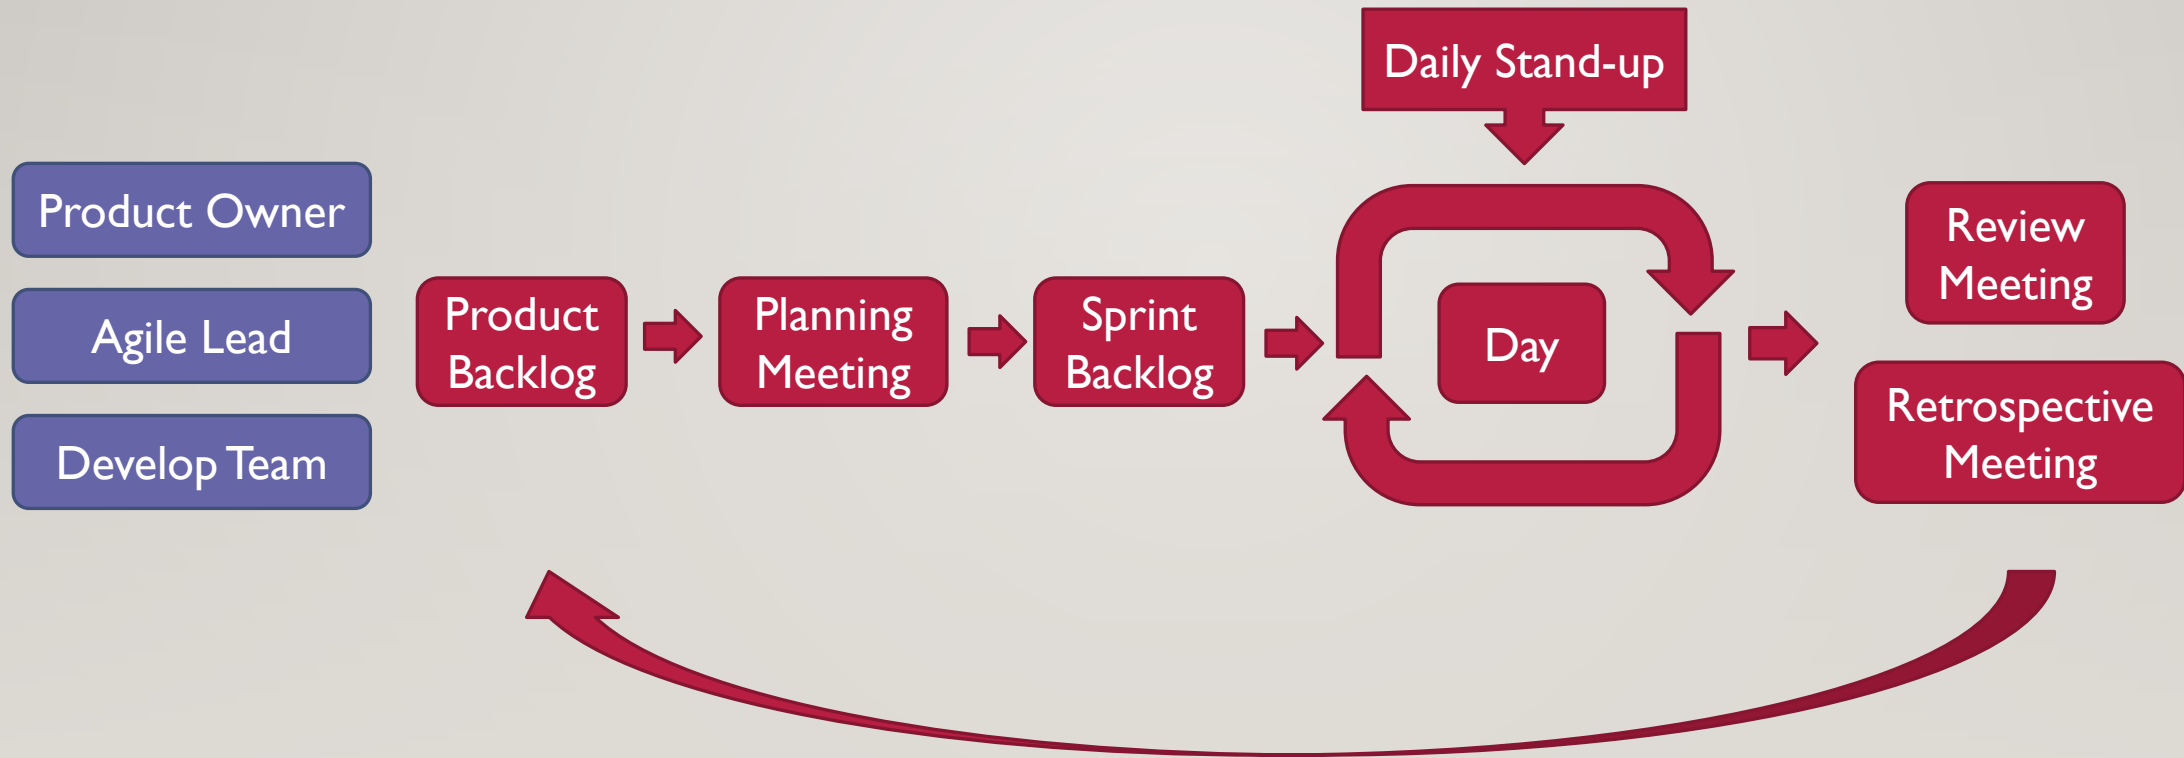 Daily Stand-up
Product Owner
Agile Lead
Develop Team
Product
Backlog
Planning
Meeting
Sprint
Backlog
Day
Review
Meeting
Retrospective
Meeting